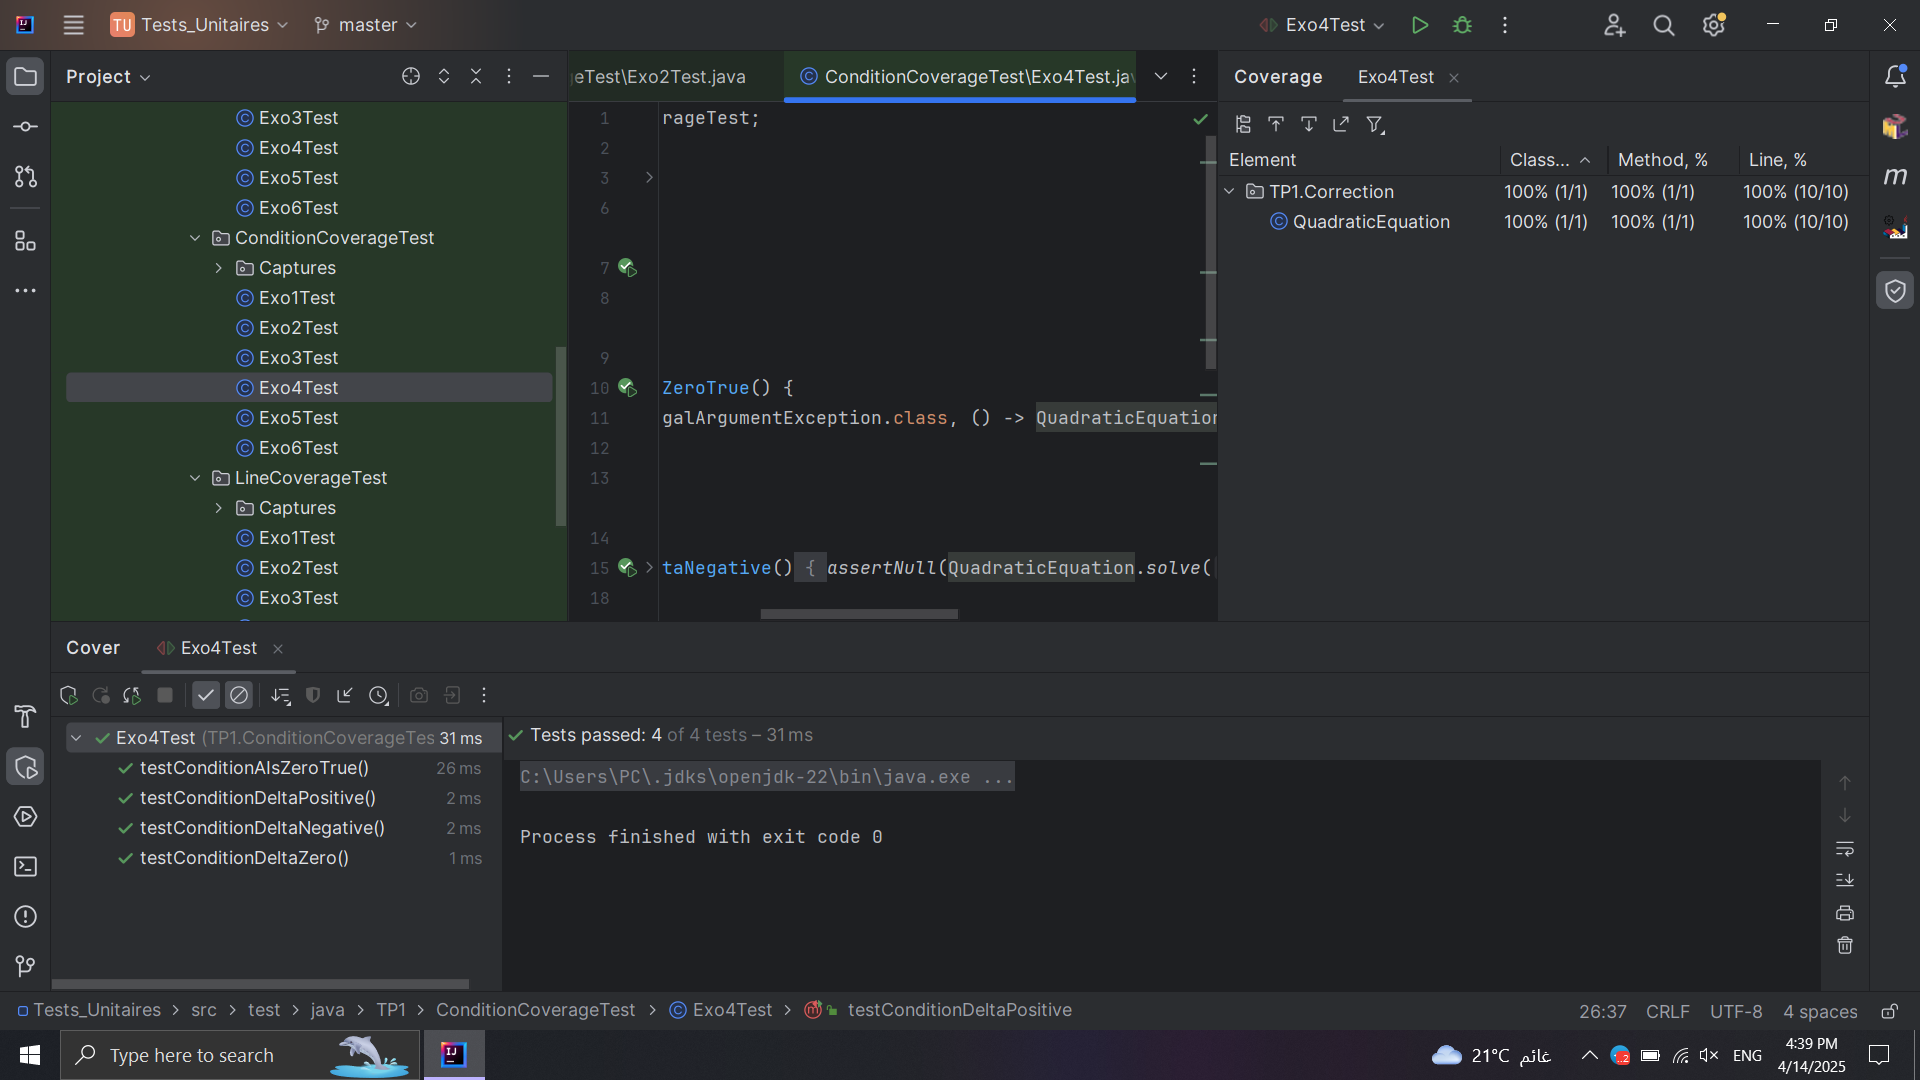 TU Tests_Unitaires master Exo4Test
Project
Exo3Test
Exo4Test
Exo5Test
Exo6Test
ConditionCoverageTest
Captures
Exo1Test
Exo2Test
Exo3Test
Exo4Test
Exo5Test
Exo6Test
LineCoverageTest
Captures
Exo1Test
Exo2Test
Exo3Test
eTest\Exo2Test.java ConditionCoverageTest\Exo4Test.jav
1 rageTest;
2
3
6
7
8
9
10 ZeroTrue() {
11 galArgumentException.class, () -> QuadraticEquation
12
13
14
15 taNegative() { assertNull(QuadraticEquation.solve(
18
Coverage Exo4Test
Element Class... Method, % Line, %
TP1.Correction 100% (1/1) 100% (1/1) 100% (10/10)
QuadraticEquation 100% (1/1) 100% (1/1) 100% (10/10)
m
Cover Exo4Test
Exo4Test (TP1.ConditionCoverageTes 31 ms
testConditionAIsZeroTrue() 26 ms
testConditionDeltaPositive() 2 ms
testConditionDeltaNegative() 2 ms
testConditionDeltaZero() 1 ms
Tests passed: 4 of 4 tests – 31 ms
C:\Users\PC\.jdks\openjdk-22\bin\java.exe ...
Process finished with exit code 0
Tests_Unitaires > src > test > java > TP1 > ConditionCoverageTest > Exo4Test > testConditionDeltaPositive
26:37 CRLF UTF-8 4 spaces
Type here to search
21°C غائم
ENG
4:39 PM
4/14/2025